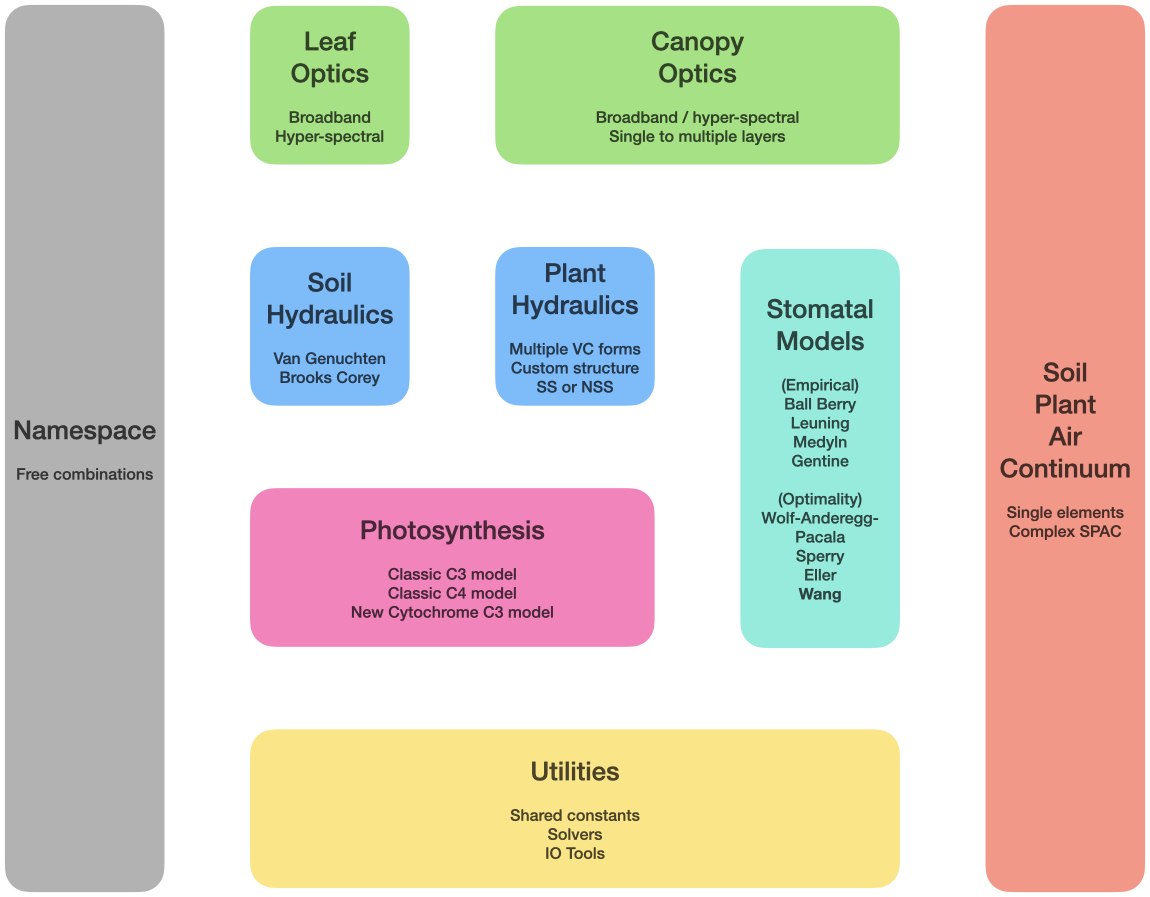 Namespace
Free combinations
Leaf
Optics
Broadband
Hyper-spectral
Canopy
Optics
Broadband / hyper-spectral
Single to multiple layers
Soil
Hydraulics
Van Genuchten
Brooks Corey
Plant
Hydraulics
Multiple VC forms
Custom structure
SS or NSS
Stomatal
Models
(Empirical)
Ball Berry
Leuning
Medyln
Gentine
(Optimality)
Wolf-Anderegg-
Pacala
Sperry
Eller
Wang
Photosynthesis
Classic C3 model
Classic C4 model
New Cytochrome C3 model
Utilities
Shared constants
Solvers
IO Tools
Soil
Plant
Air
Continuum
Single elements
Complex SPAC